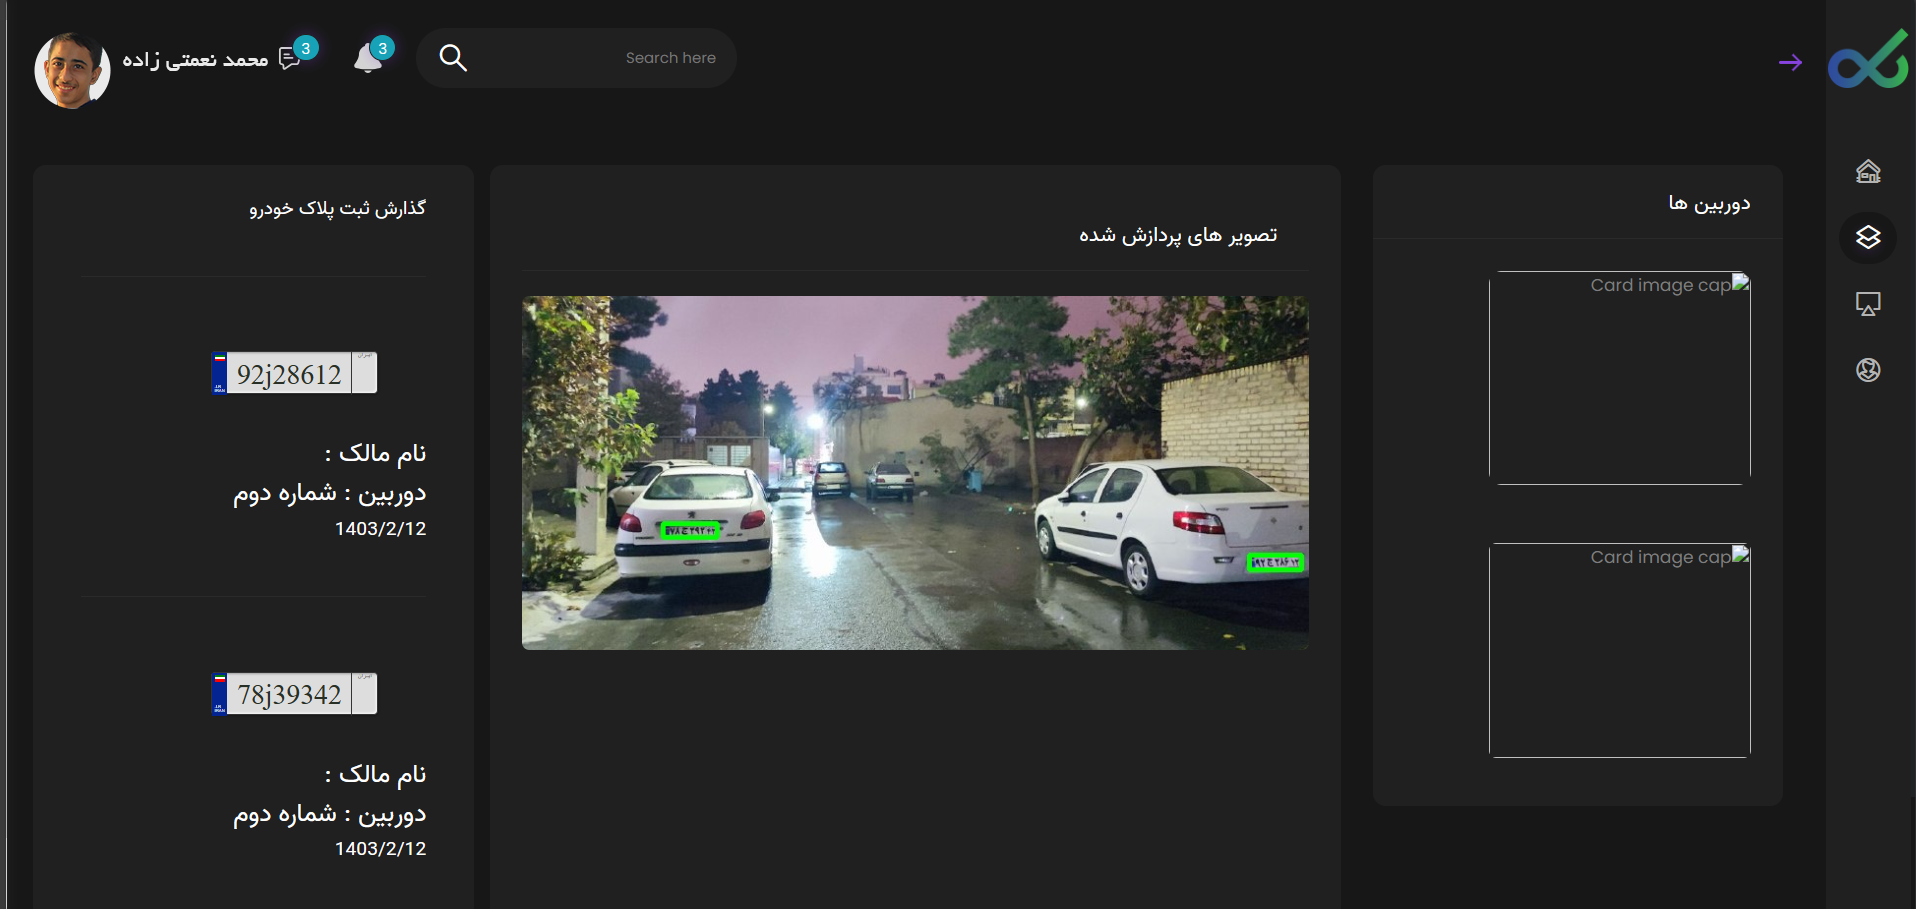 محمد نعمتی زاده
3
3
Search here
دوربین ها
Card image cap
Card image cap
تصویر های پردازش شده
گذارش ثبت پلاک خودرو
92j28612
I.R.
IRAN
نام مالک :
دوربین : شماره دوم
1403/2/12
78j39342
I.R.
IRAN
نام مالک :
دوربین : شماره دوم
1403/2/12